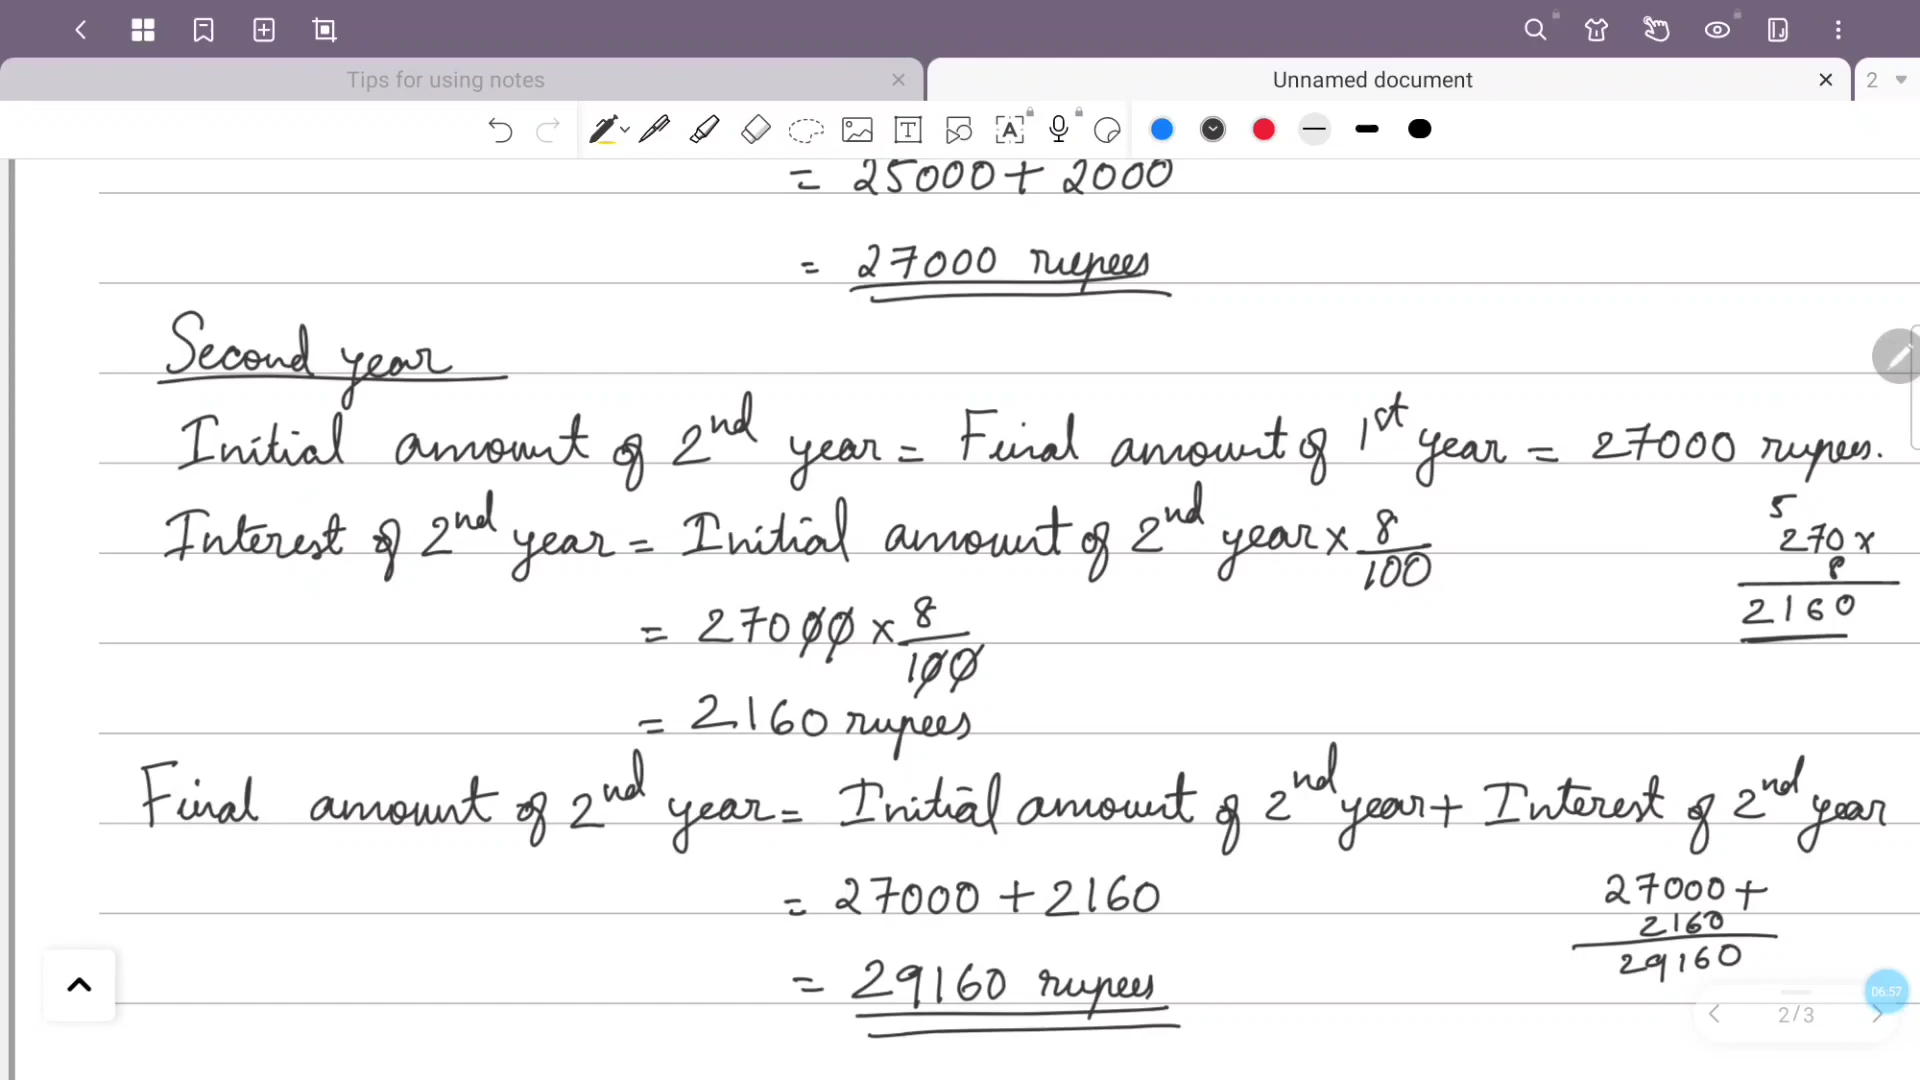 Tips for using notes
Unnamed document
2
= 25000 + 2000
= 27000 rupees
Second year
Initial amount of 2nd year = Final amount of 1st year = 27000 rupees.
Interest of 2nd year = Initial amount of 2nd year × 8/100
5
270 ×
8
2160
= 27000 × 8/100
= 2160 rupees
Final amount of 2nd year = Initial amount of 2nd year + Interest of 2nd year
= 27000 + 2160
27000 +
2160
29160
= 29160 rupees
06:57
2/3